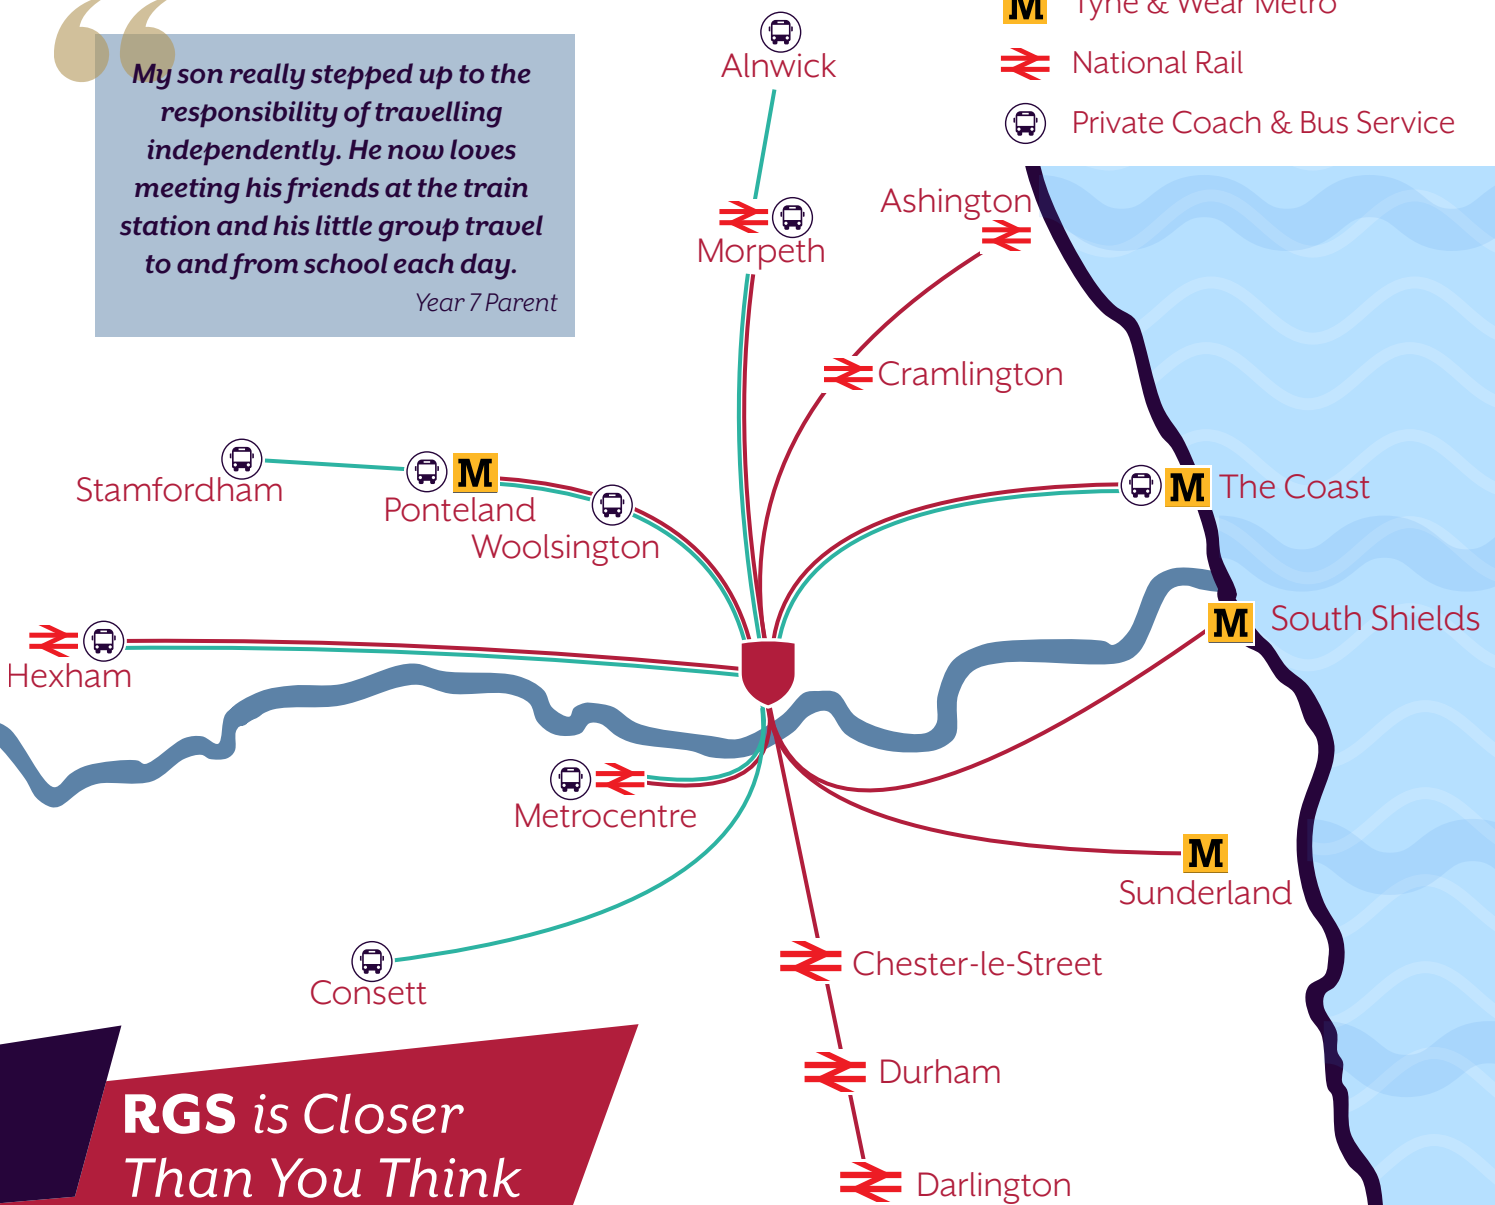 My son really stepped up to the
responsibility of travelling
independently. He now loves
meeting his friends at the train
station and his little group travel
to and from school each day.
Year 7 Parent
M Tyne & Wear Metro
National Rail
Private Coach & Bus Service
Alnwick
Morpeth
Ashington
Cramlington
Stamfordham
M
Ponteland
Woolsington
M The Coast
M South Shields
Hexham
Metrocentre
M
Sunderland
Consett
Chester-le-Street
Durham
Darlington
RGS is Closer
Than You Think